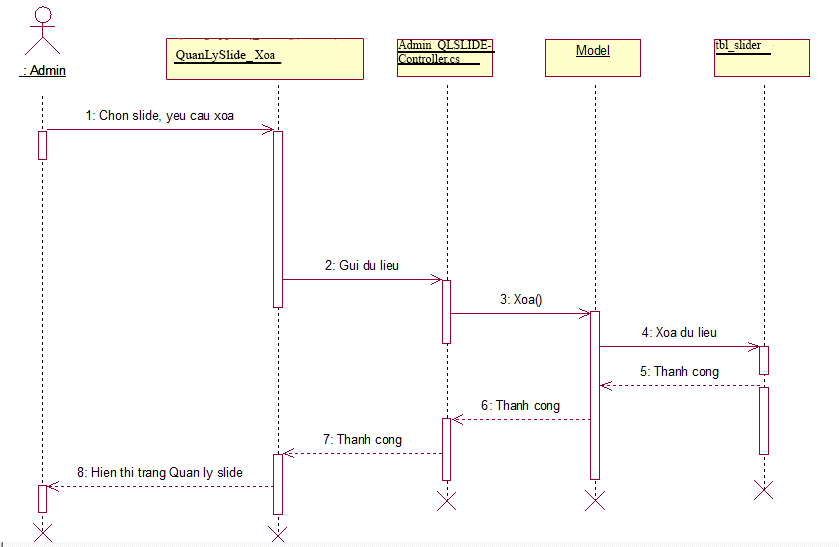 : Admin
QuanLySlide_Xoa
Admin_QLSLIDE-
Controller.cs
Model
tbl_slider
1: Chon slide, yeu cau xoa
2: Gui du lieu
3: Xoa()
4: Xoa du lieu
5: Thanh cong
6: Thanh cong
7: Thanh cong
8: Hien thi trang Quan ly slide